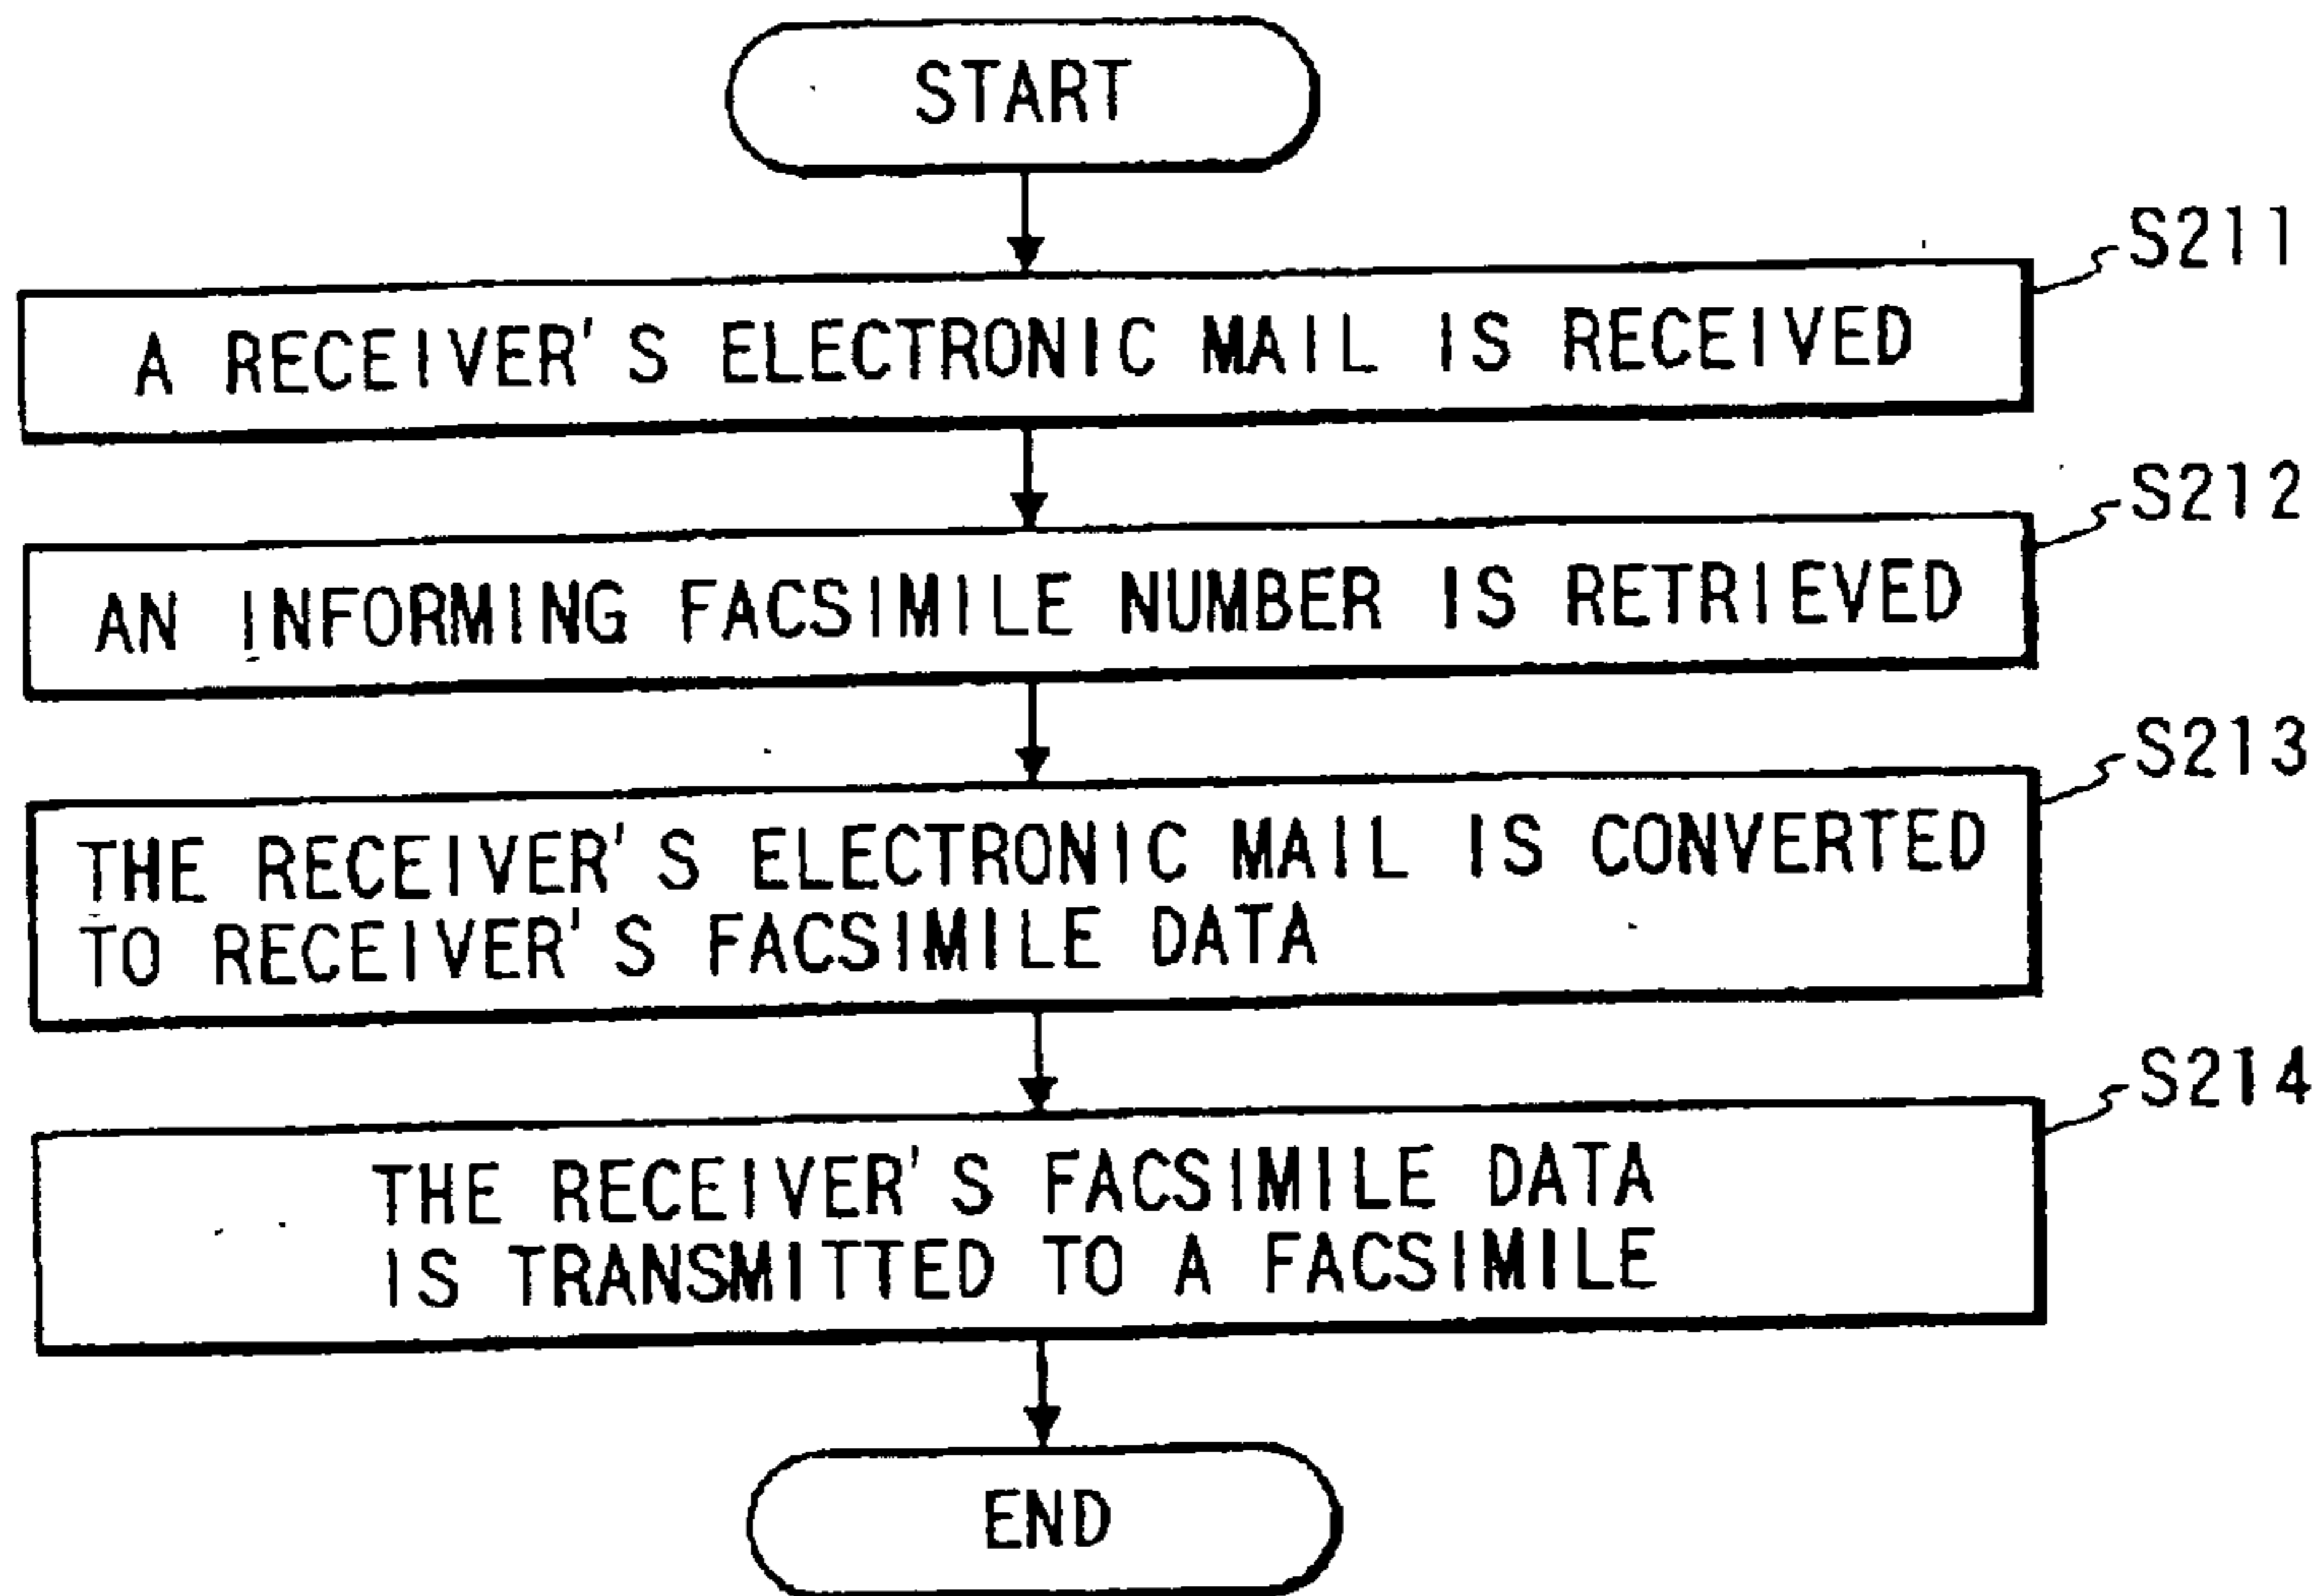 START
S211
A RECEIVER'S ELECTRONIC MAIL IS RECEIVED
S212
AN INFORMING FACSIMILE NUMBER IS RETRIEVED
S213
THE RECEIVER'S ELECTRONIC MAIL IS CONVERTED
TO RECEIVER'S FACSIMILE DATA
S214
THE RECEIVER'S FACSIMILE DATA
IS TRANSMITTED TO A FACSIMILE
END